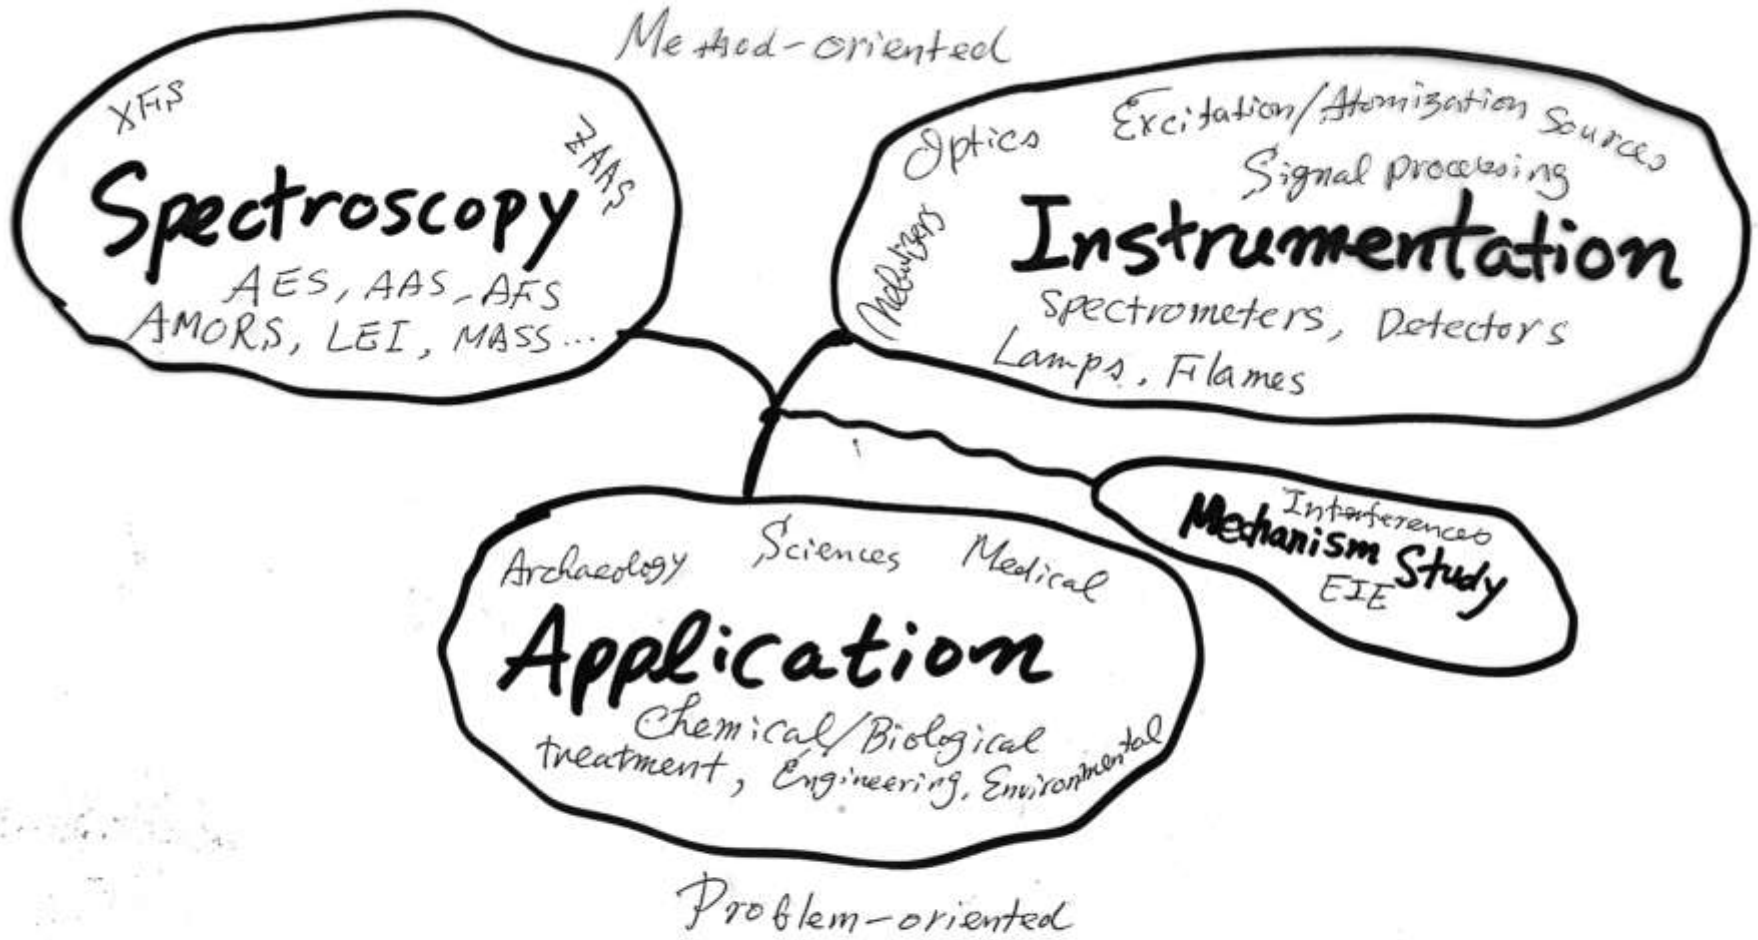 Method-oriented
XFS
ZAAS
Spectroscopy
AES, AAS, AFS
AMORS, LEI, MASS...
Optics
Excitation/Atomization Sources
Signal processing
Nebulizers
Instrumentation
Spectrometers, Detectors
Lamps, Flames
Interferences
Mechanism Study
EIE
Archaeology
Sciences
Medical
Application
Chemical/Biological
treatment, Engineering, Environmental
Problem-oriented